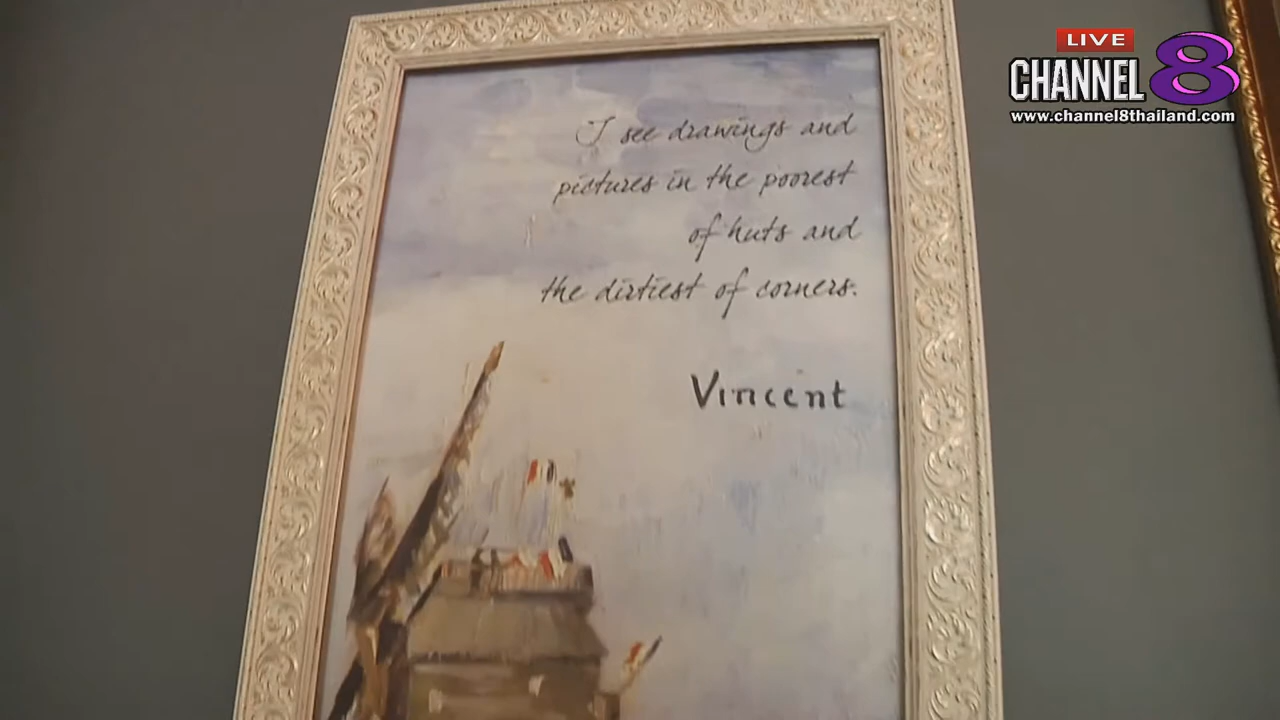 LIVE
CHANNEL 8
www.channel8thailand.com
I see drawings and
pictures in the poorest
of huts and
the dirtiest of corners.
Vincent